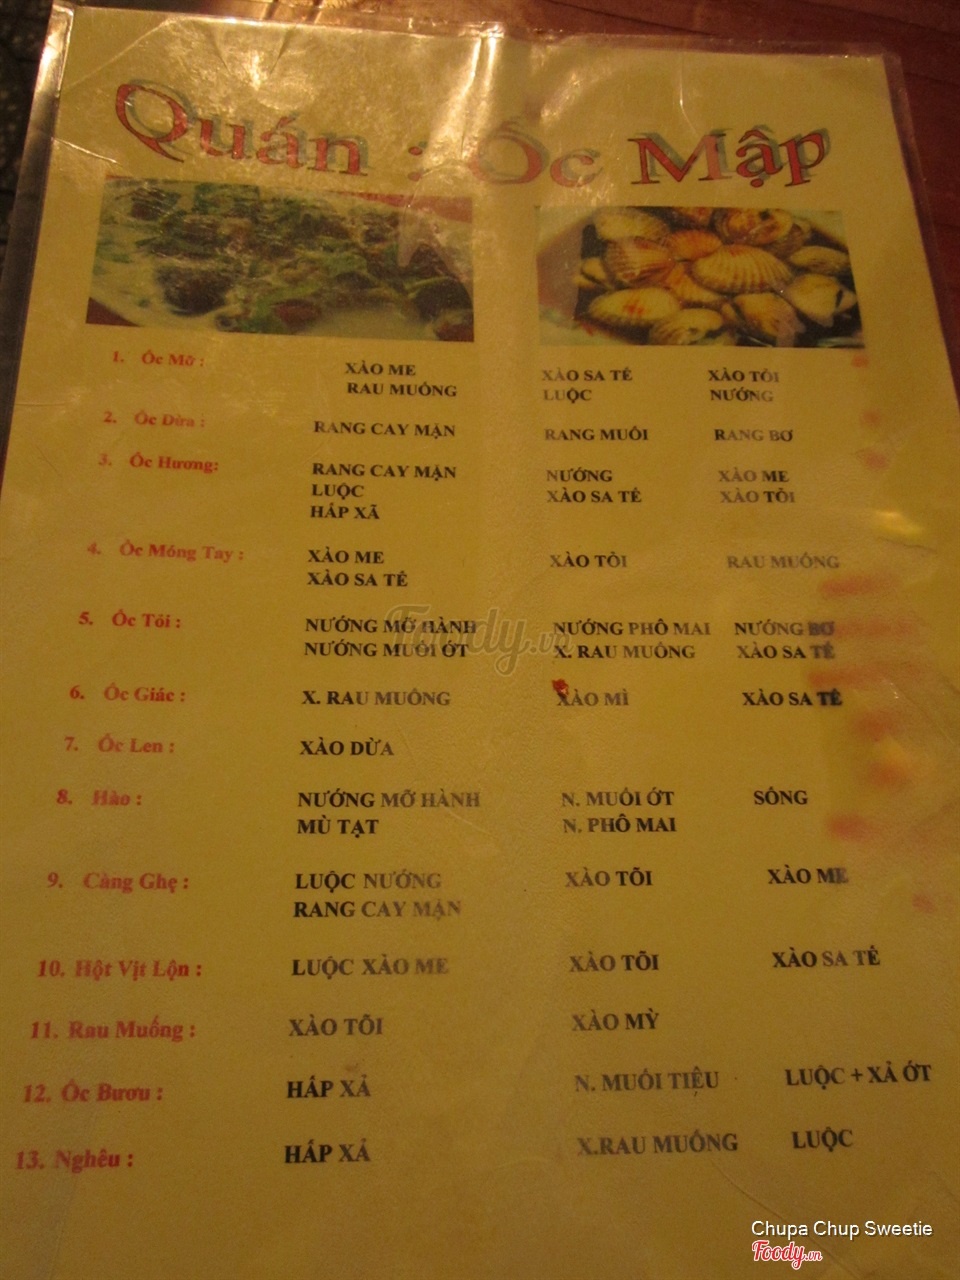 Quán : Ốc Mập
1. Ốc Mỡ : XÀO ME XÀO SA TẾ XÀO TỎI
RAU MUỐNG LUỘC NƯỚNG
2. Ốc Dừa : RANG CAY MẶN RANG MUỐI RANG BƠ
3. Ốc Hương: RANG CAY MẶN NƯỚNG XÀO ME
LUỘC XÀO SA TẾ XÀO TỎI
HẤP XÃ
4. Ốc Móng Tay : XÀO ME XÀO TỎI RAU MUỐNG
XÀO SA TẾ
5. Ốc Tỏi : NƯỚNG MỠ HÀNH NƯỚNG PHÔ MAI NƯỚNG BƠ
NƯỚNG MUỐI ỚT X. RAU MUỐNG XÀO SA TẾ
6. Ốc Giác : X. RAU MUỐNG XÀO MÌ XÀO SA TẾ
7. Ốc Len : XÀO DỪA
8. Hào : NƯỚNG MỠ HÀNH N. MUỐI ỚT SỐNG
MÙ TẠT N. PHÔ MAI
9. Càng Ghẹ : LUỘC NƯỚNG XÀO TÕI XÀO ME
RANG CAY MẶN
10. Hột Vịt Lộn : LUỘC XÀO ME XÀO TÕI XÀO SA TẾ
11. Rau Muống : XÀO TÕI XÀO MỲ
12. Ốc Bươu : HẤP XẢ N. MUỐI TIÊU LUỘC + XẢ ỚT
13. Nghêu : HẤP XẢ X.RAU MUỐNG LUỘC
Foody.vn
Chupa Chup Sweetie
Foody.vn